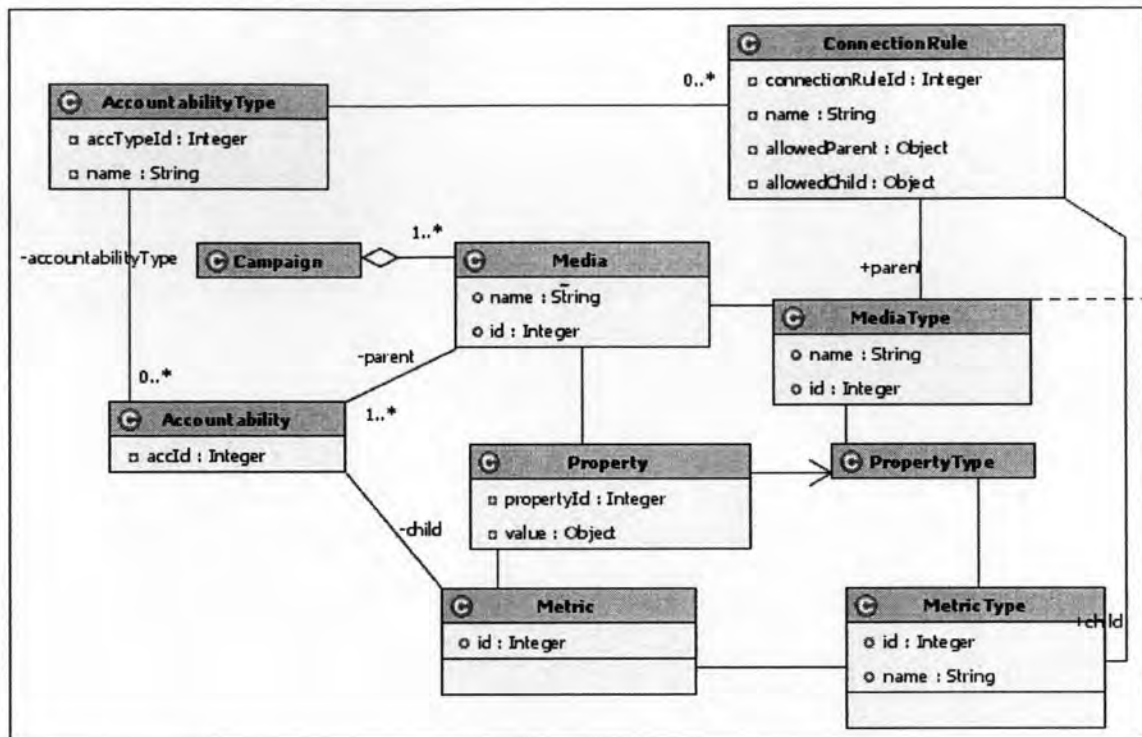 ConnectionRule
connectionRuleId : Integer
name : String
allowedParent : Object
allowedChild : Object
0..*
AccountabilityType
accTypeId : Integer
name : String
-accountabilityType
0..*
Campaign
1..*
Media
name : String
id : Integer
+parent
MediaType
name : String
id : Integer
-parent
1..*
Accountability
accId : Integer
Property
propertyId : Integer
value : Object
PropertyType
-child
Metric
id : Integer
MetricType
id : Integer
name : String
+child